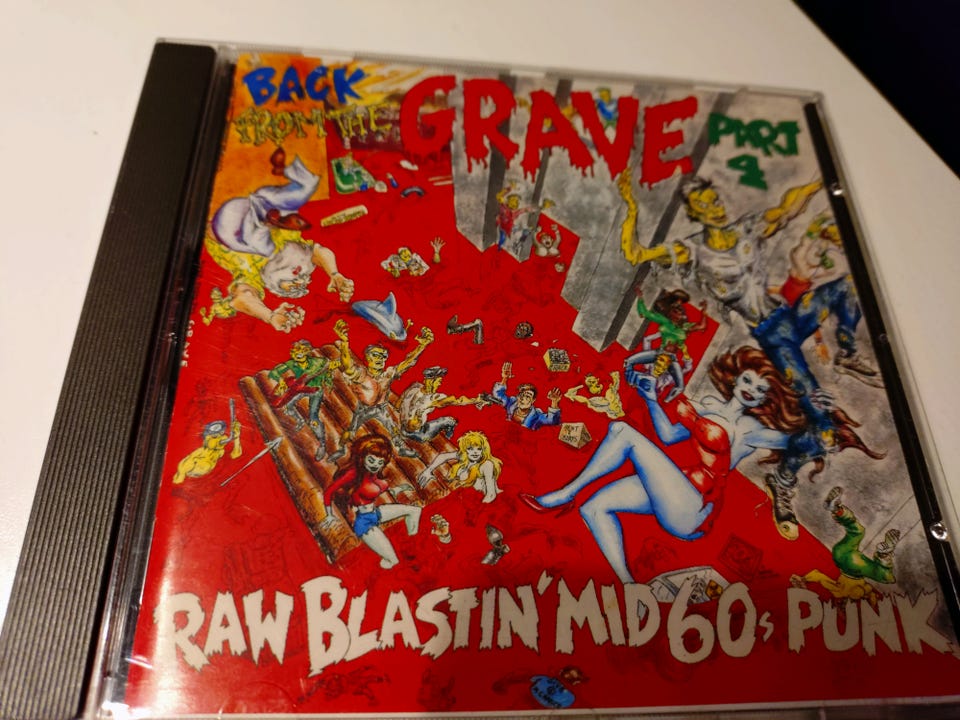 BACK
FROM THE
GRAVE
PART
4
RAW BLASTIN' MID 60s PUNK